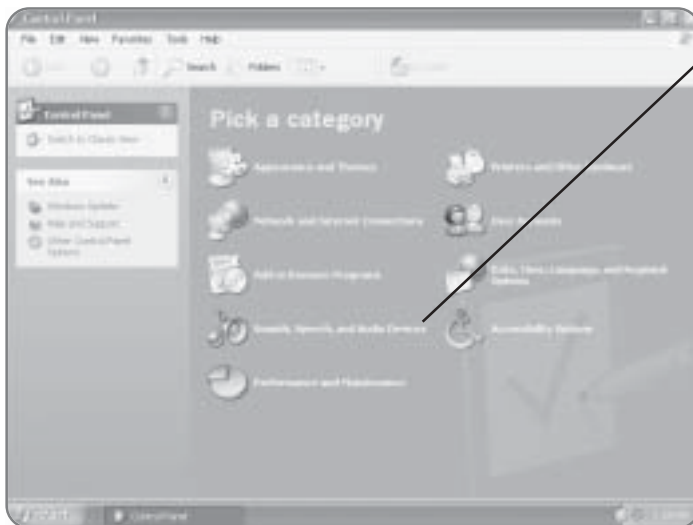 Control Panel
File Edit View Favorites Tools Help
Search Folders
Control Panel
Switch to Classic View
See Also
Windows Update
Help and Support
Other Control Panel
Options
Pick a category
Appearance and Themes
Printers and Other Hardware
Network and Internet Connections
User Accounts
Add or Remove Programs
Date, Time, Language, and Regional
Options
Sounds, Speech, and Audio Devices
Accessibility Options
Performance and Maintenance
start
Control Panel